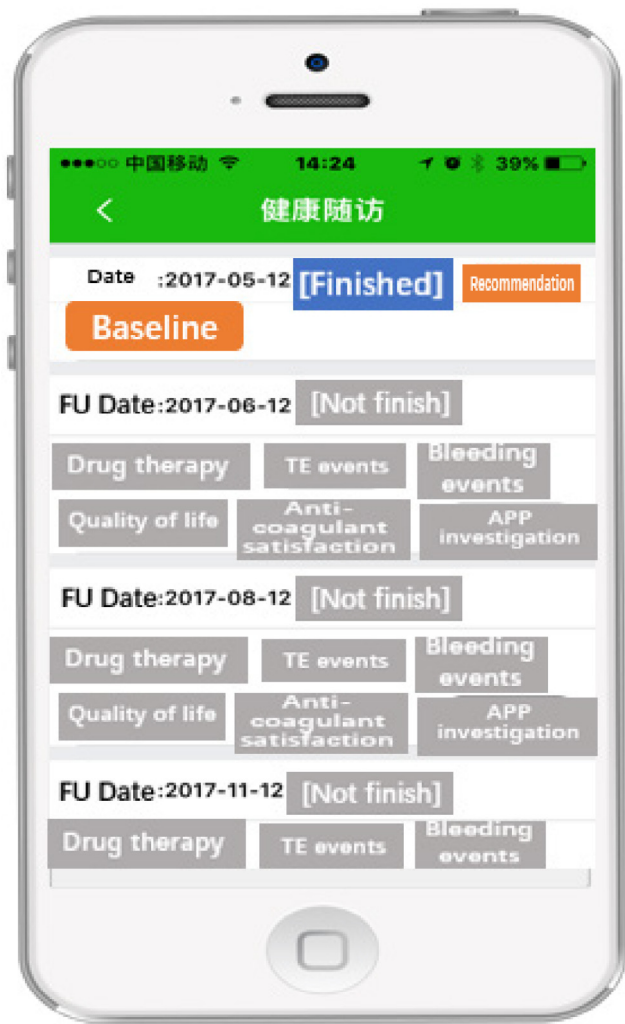 中国移动 14:24 39%
健康随访
Date :2017-05-12 [Finished] Recommendation
Baseline
FU Date:2017-06-12 [Not finish]
Drug therapy TE events Bleeding events
Quality of life Anti-coagulant satisfaction APP investigation
FU Date:2017-08-12 [Not finish]
Drug therapy TE events Bleeding events
Quality of life Anti-coagulant satisfaction APP investigation
FU Date:2017-11-12 [Not finish]
Drug therapy TE events Bleeding events